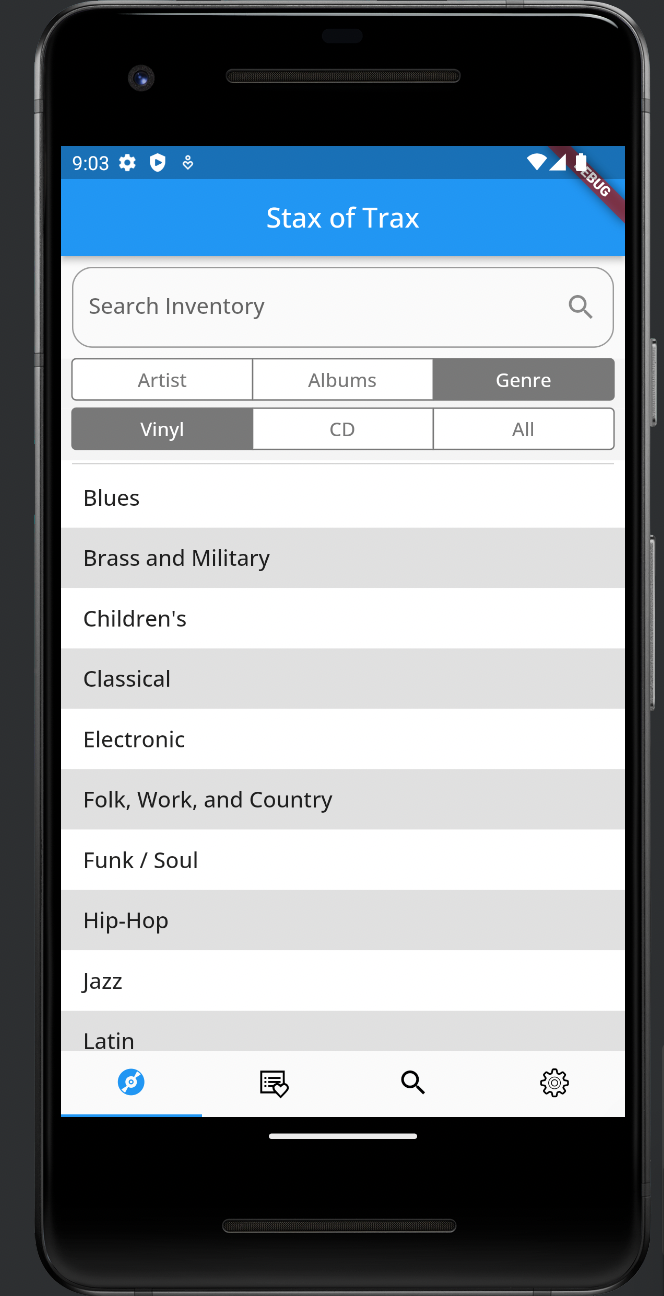 9:03
DEBUG
Stax of Trax
Search Inventory
Artist Albums Genre
Vinyl CD All
Blues
Brass and Military
Children's
Classical
Electronic
Folk, Work, and Country
Funk / Soul
Hip-Hop
Jazz
Latin